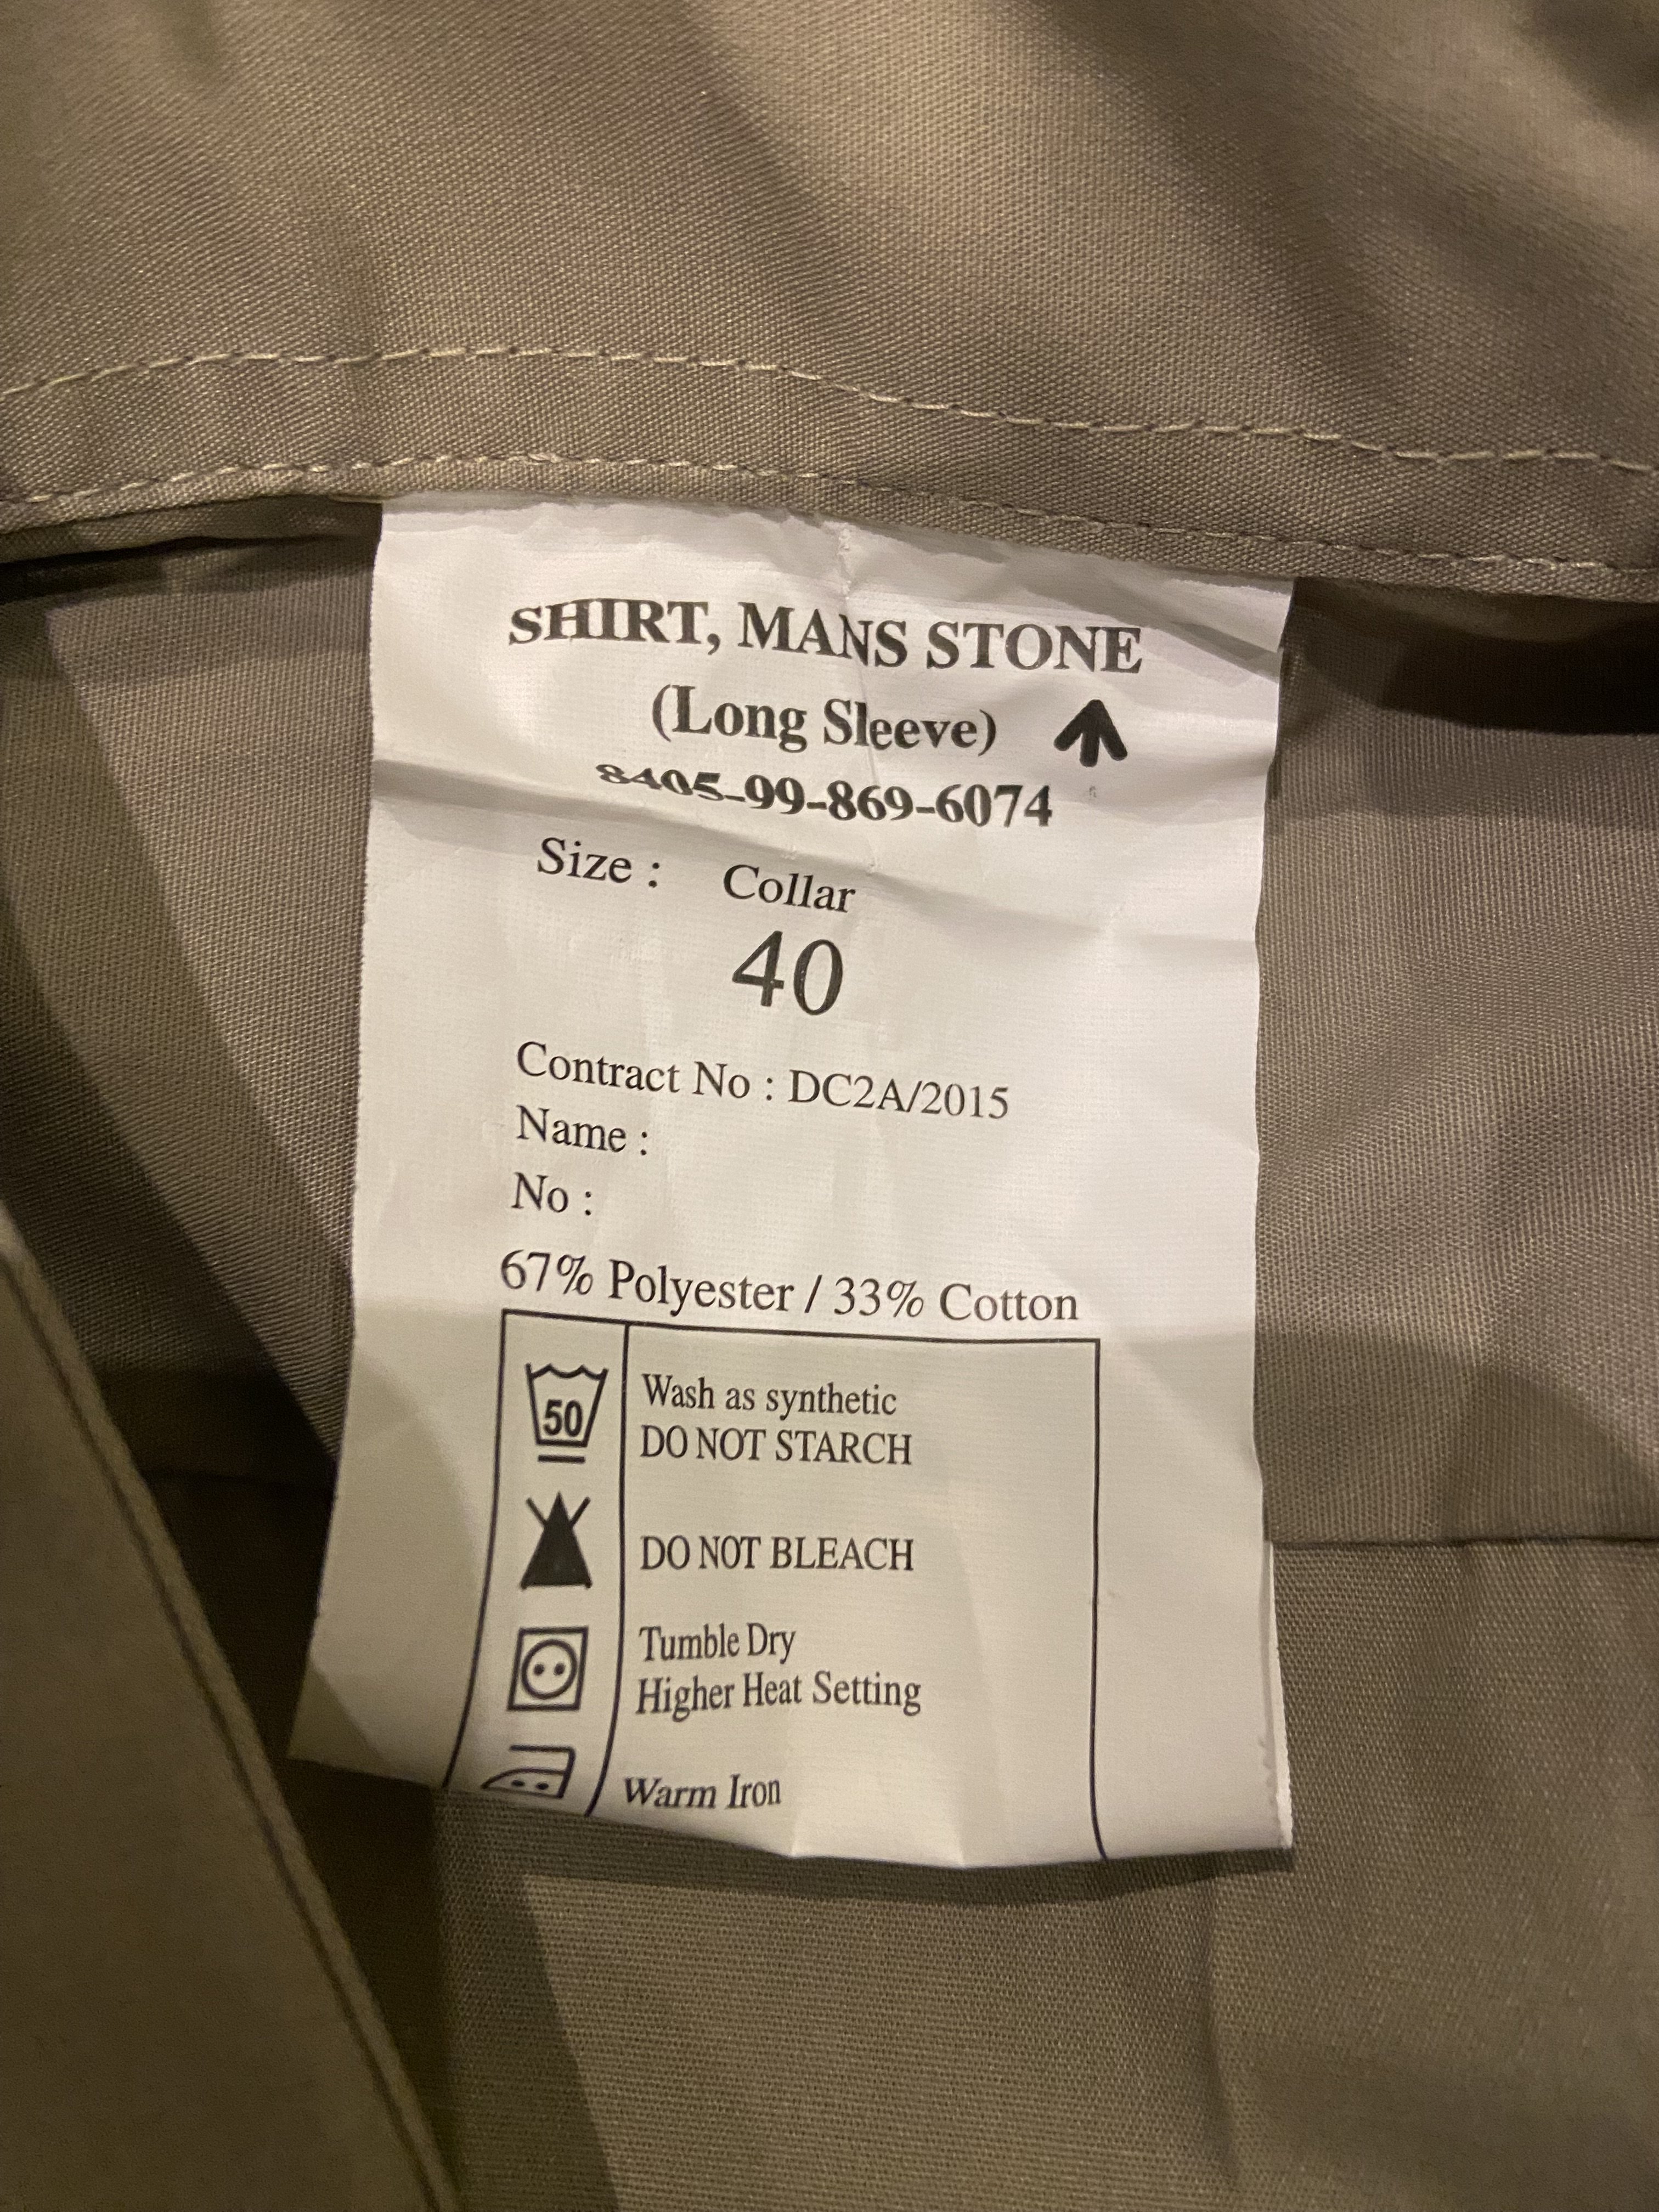 SHIRT, MANS STONE
(Long Sleeve)
8405-99-869-6074
Size : Collar
40
Contract No : DC2A/2015
Name :
No :
67% Polyester / 33% Cotton
50
Wash as synthetic
DO NOT STARCH
DO NOT BLEACH
Tumble Dry
Higher Heat Setting
Warm Iron